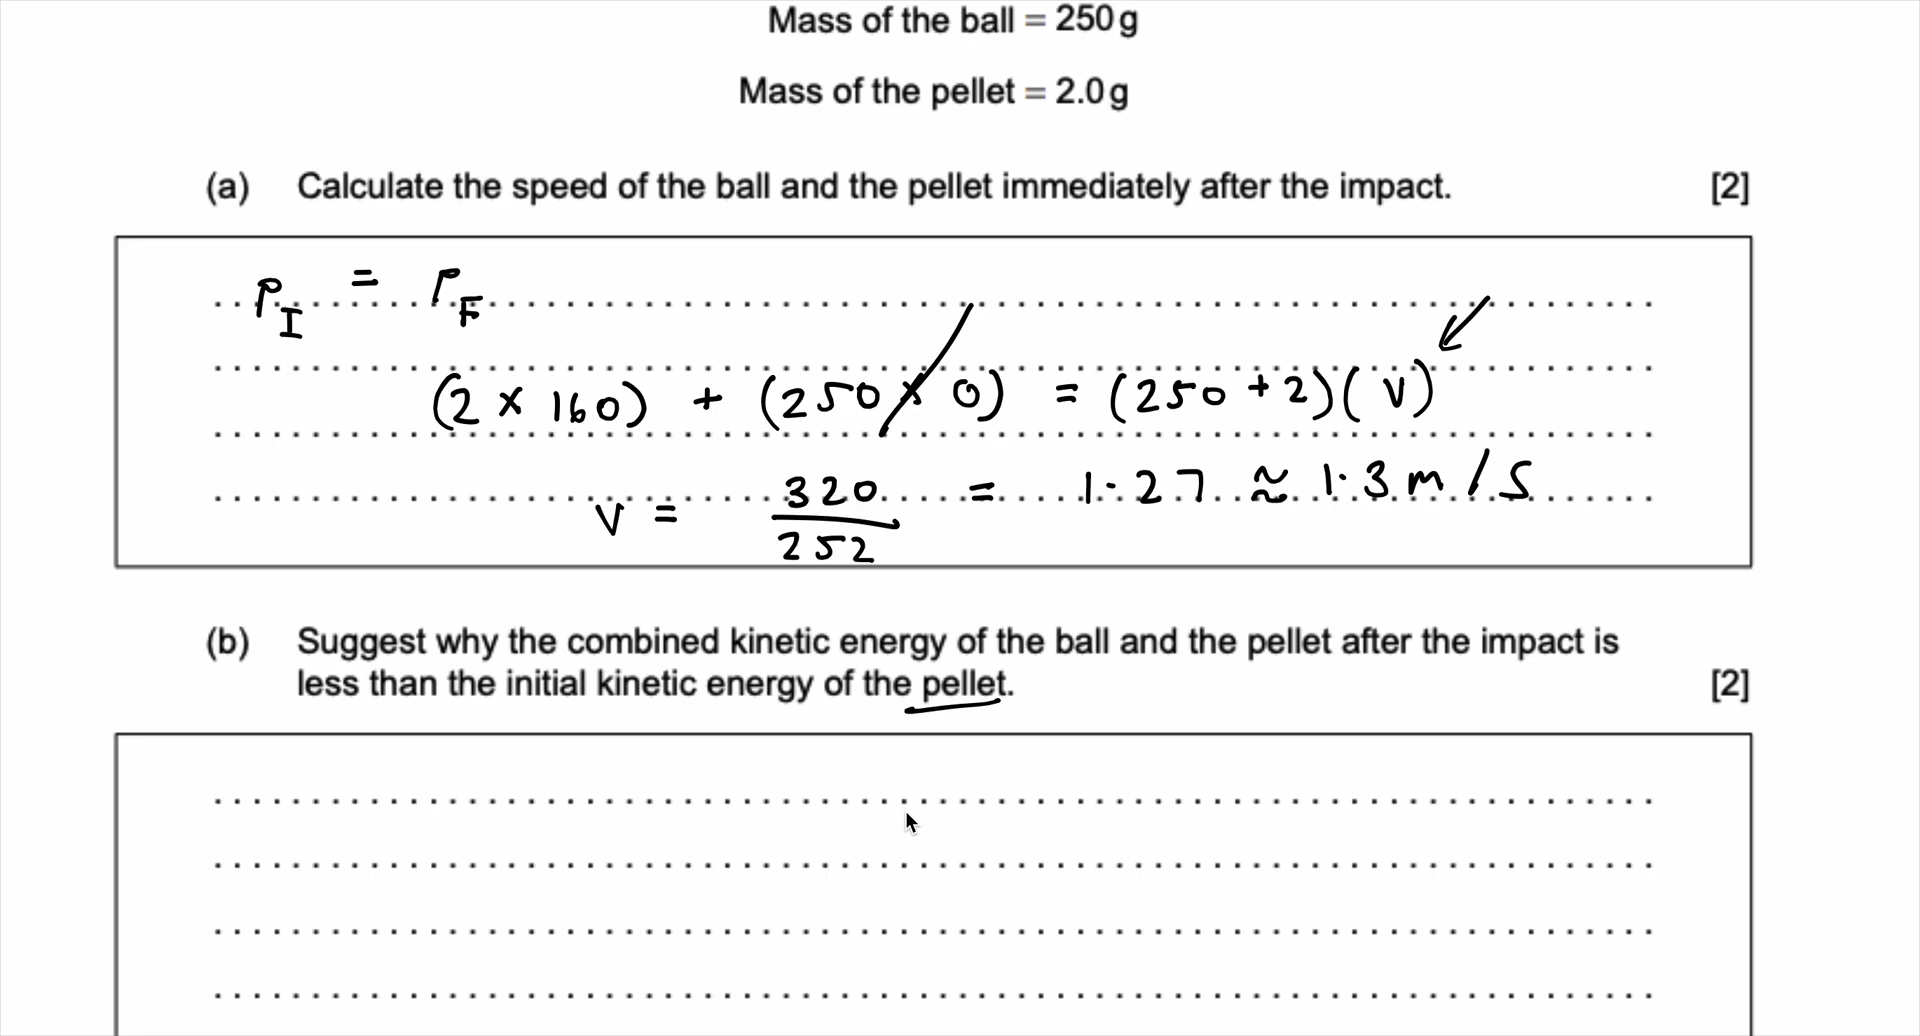 Mass of the ball = 250 g
Mass of the pellet = 2.0 g
(a) Calculate the speed of the ball and the pellet immediately after the impact. [2]
P_I = P_F
(2 × 160) + (250 × 0) = (250 + 2)( v )
v = 320/252 = 1.27 ≈ 1.3 m/s
(b) Suggest why the combined kinetic energy of the ball and the pellet after the impact is
less than the initial kinetic energy of the pellet. [2]